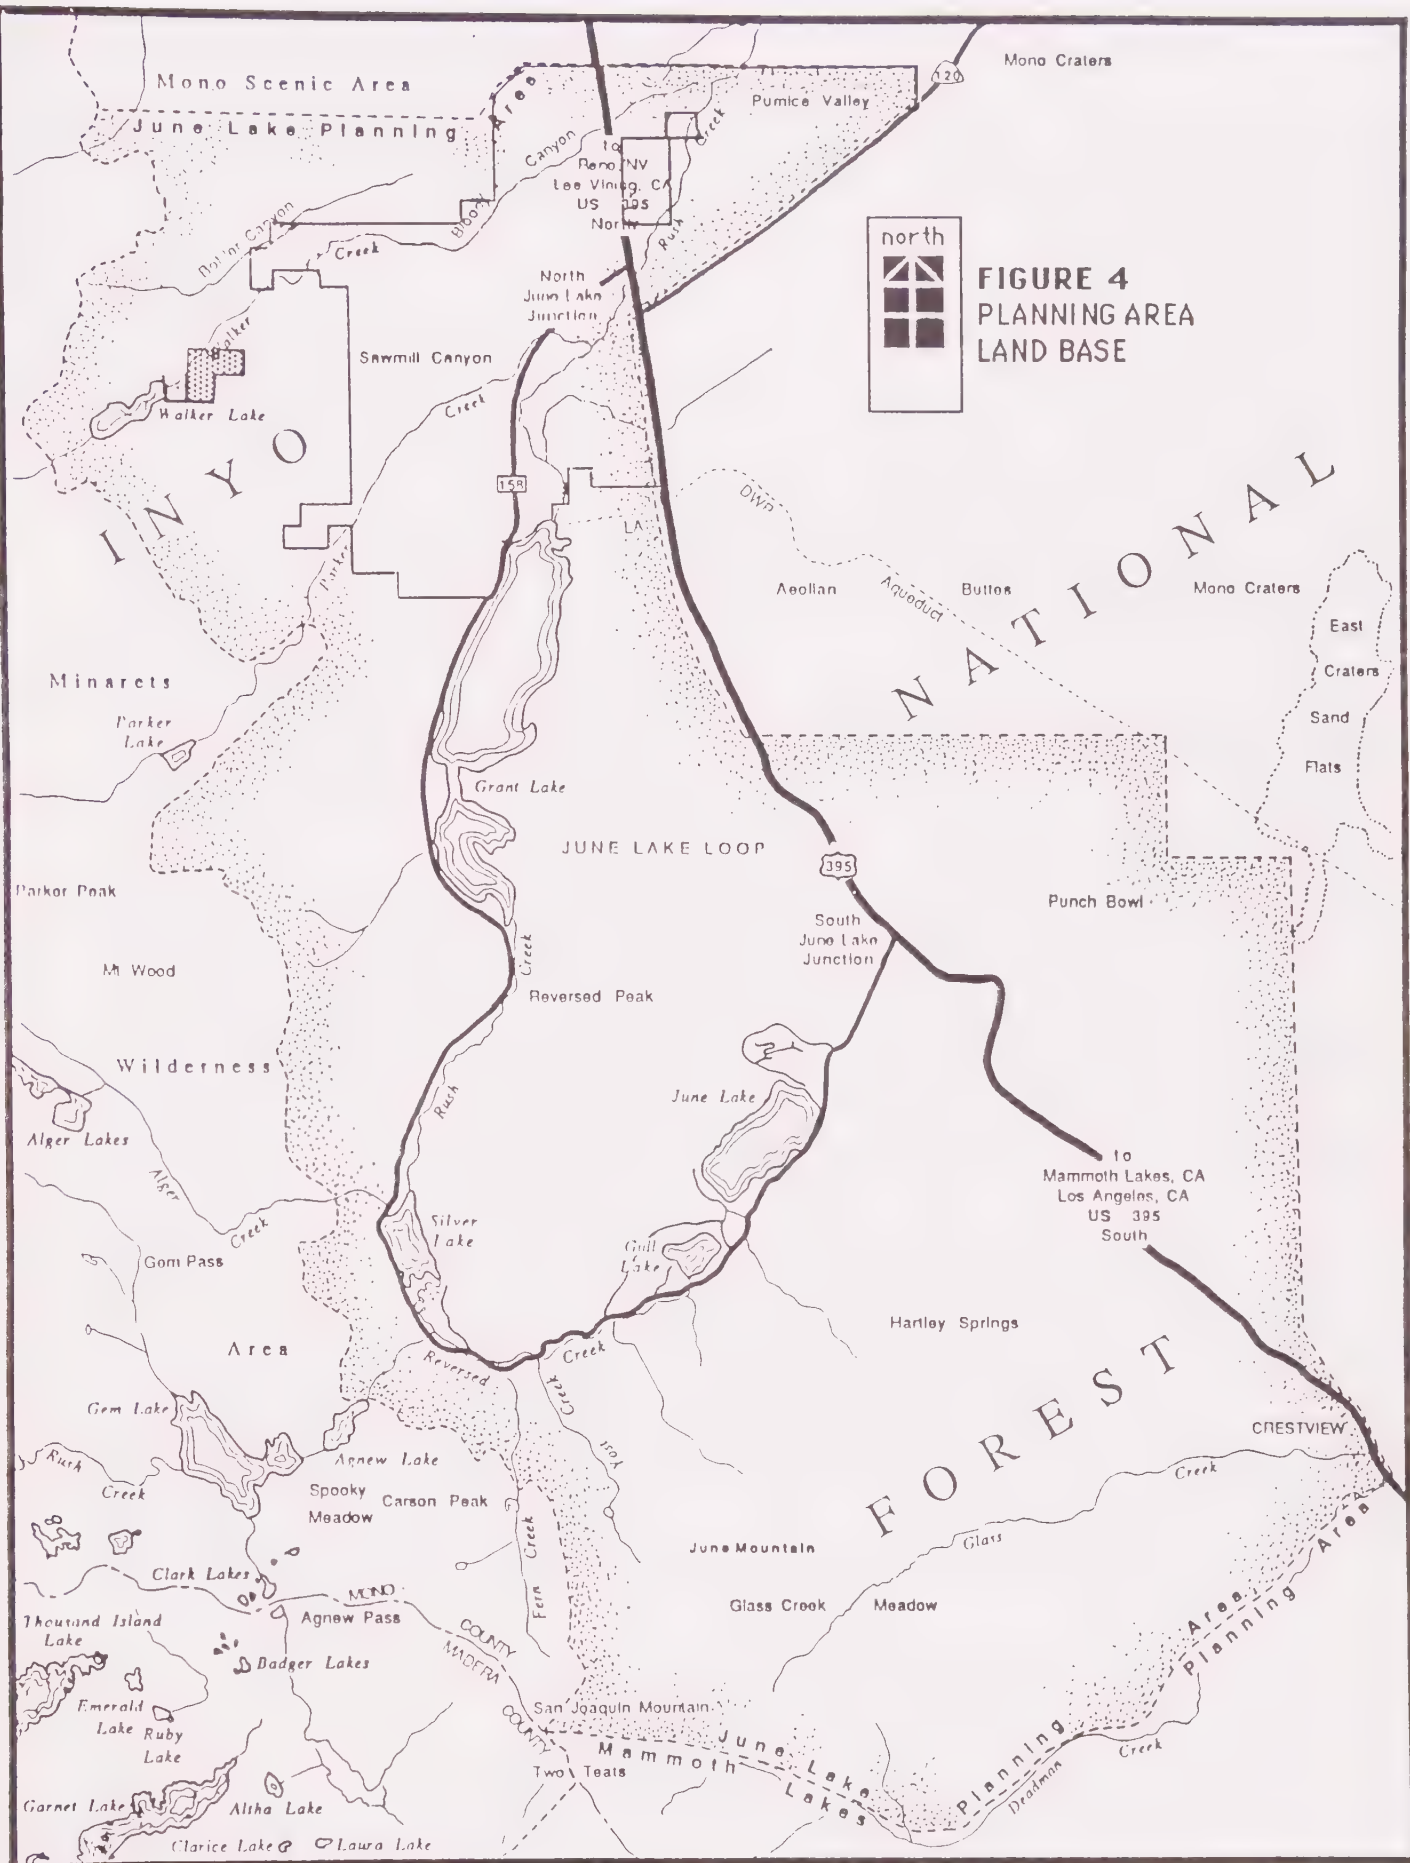 Mono Scenic Area
June Lake Planning Area
Mono Craters
120
Pumice Valley
Canyon
Bloody
Creek
to
Reno, NV
Lee Vining, CA
US 395
North
Rush
Canyon
Creek
north
FIGURE 4
PLANNING AREA
LAND BASE
North
June Lake
Junction
Walker
Sawmill Canyon
Creek
Walker Lake
INYO
158
DWP
LA
NATIONAL
Parker
Aeolian
Aqueduct
Buttes
Mono Craters
East
Craters
Sand
Flats
Minarets
Parker
Lake
Grant Lake
JUNE LAKE LOOP
395
Parker Peak
Punch Bowl
South
June Lake
Junction
Creek
Mt Wood
Reversed Peak
Wilderness
Rush
June Lake
Alger Lakes
Alger
Creek
to
Mammoth Lakes, CA
Los Angeles, CA
US 395
South
Silver
Lake
Gull
Lake
Gem Pass
Hartley Springs
Area
Reversed
Creek
FOREST
Gem Lake
Creek
Yost
CRESTVIEW
Rush
Creek
Agnew Lake
Spooky
Meadow
Carson Peak
Creek
Fern
Creek
Glass
June Mountain
Clark Lakes
MONO
COUNTY
Agnew Pass
Glass Creek Meadow
Thousand Island
Lake
MADERA
COUNTY
Badger Lakes
Area
Planning
Area
Emerald
Lake
Ruby
Lake
San Joaquin Mountain
June Lake
Planning
Mammoth
Lakes
Two Teats
Creek
Deadman
Garnet Lake
Altha Lake
Clarice Lake
Laura Lake